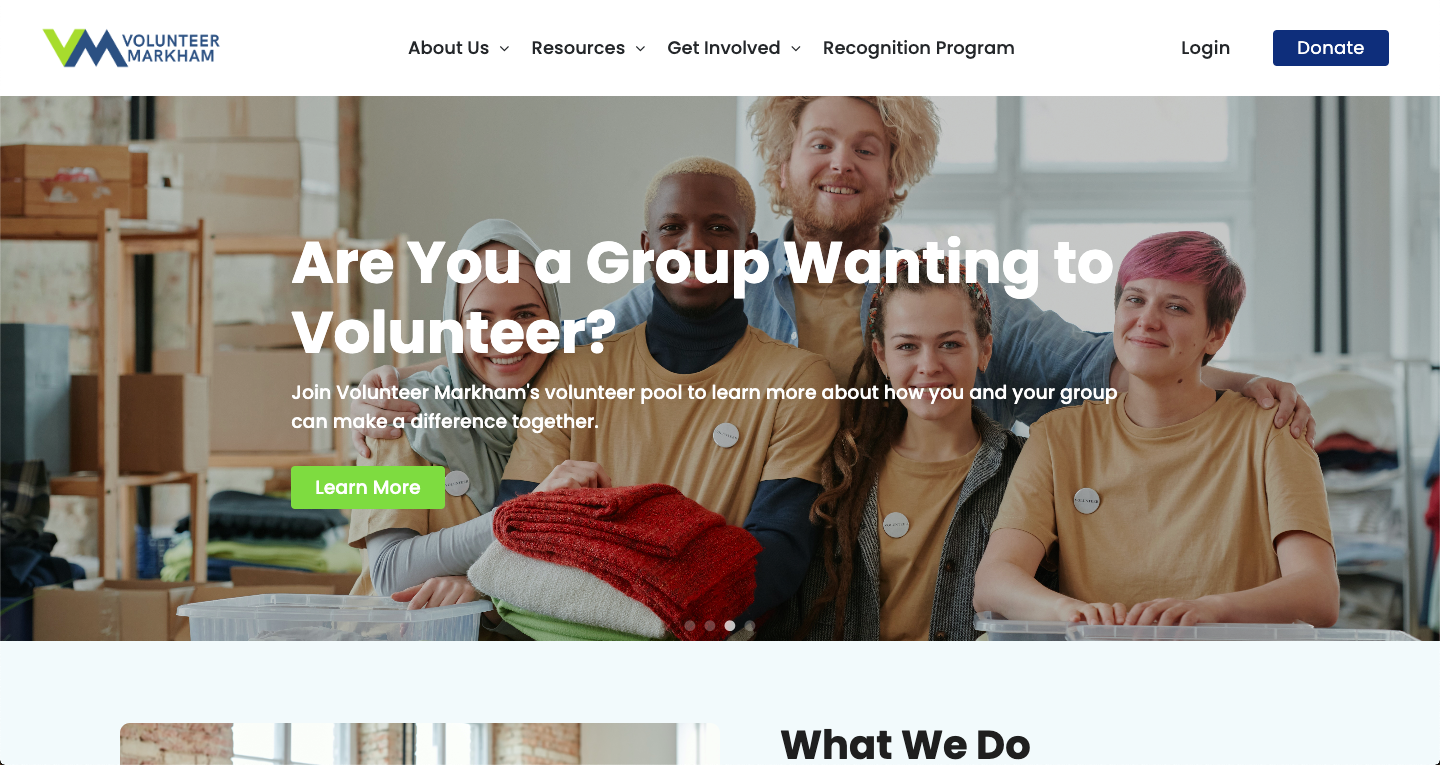 VOLUNTEER
MARKHAM
About Us
Resources
Get Involved
Recognition Program
Login
Donate
Are You a Group Wanting to
Volunteer?
Join Volunteer Markham's volunteer pool to learn more about how you and your group
can make a difference together.
Learn More
VOLUNTEER
What We Do